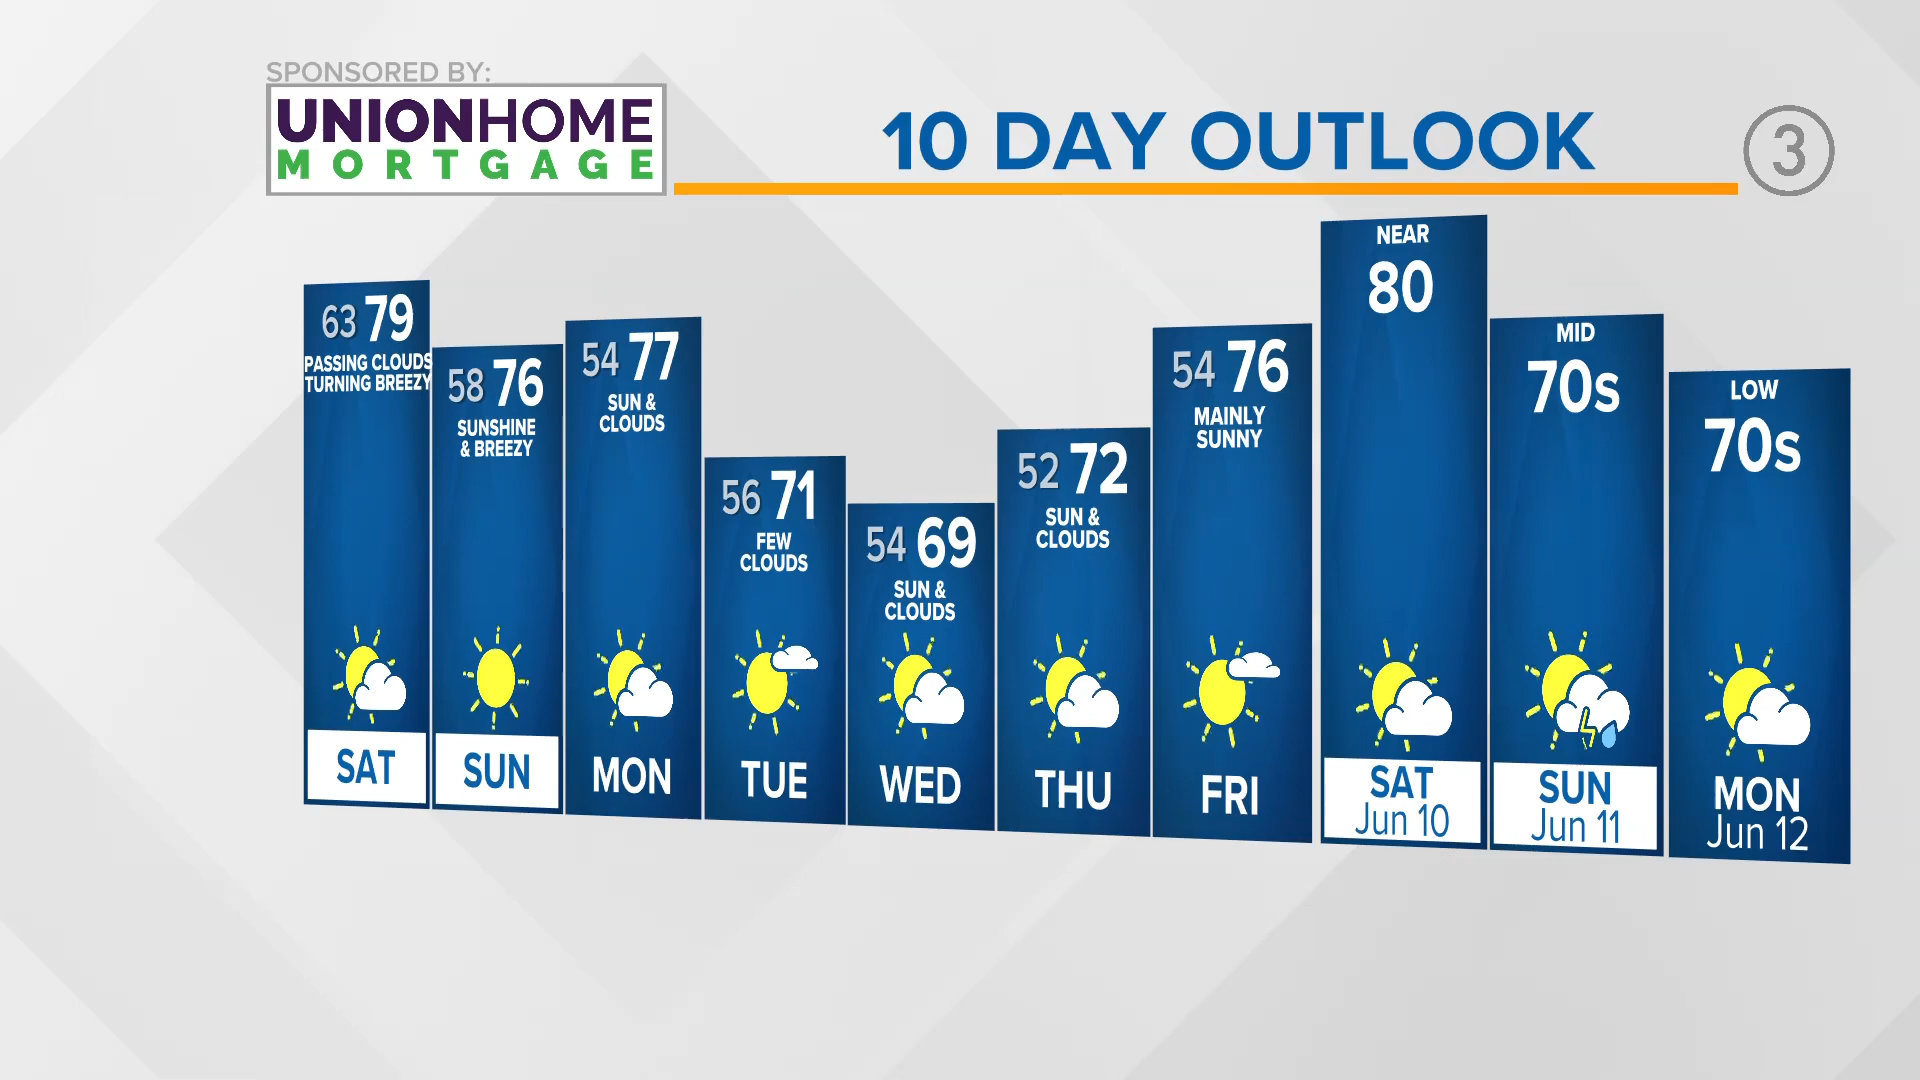 SPONSORED BY:
UNIONHOME
MORTGAGE
10 DAY OUTLOOK
3
63 79
PASSING CLOUDS
TURNING BREEZY
SAT
58 76
SUNSHINE
& BREEZY
SUN
54 77
SUN &
CLOUDS
MON
56 71
FEW
CLOUDS
TUE
54 69
SUN &
CLOUDS
WED
52 72
SUN &
CLOUDS
THU
54 76
MAINLY
SUNNY
FRI
NEAR
80
SAT
Jun 10
MID
70s
SUN
Jun 11
LOW
70s
MON
Jun 12